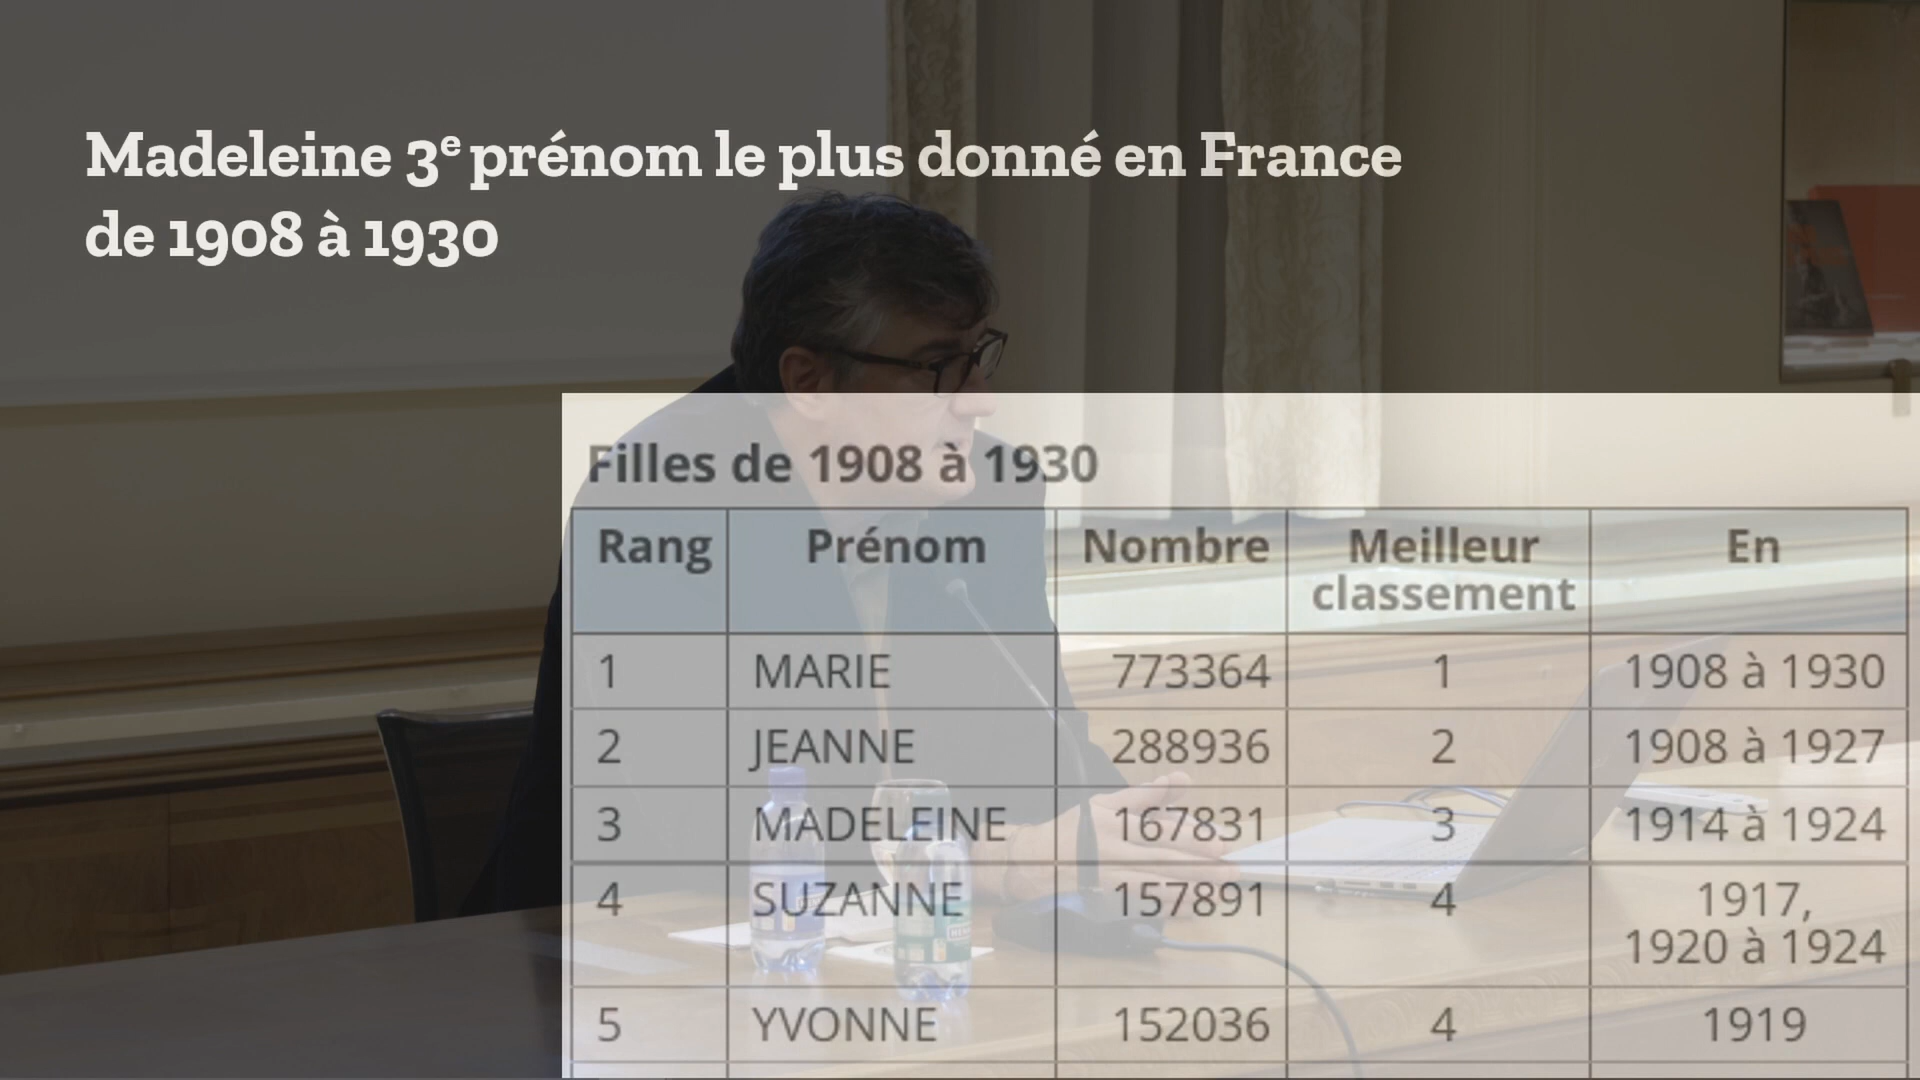 Madeleine 3e prénom le plus donné en France
de 1908 à 1930
Filles de 1908 à 1930
Rang Prénom Nombre Meilleur classement En
1 MARIE 773364 1 1908 à 1930
2 JEANNE 288936 2 1908 à 1927
3 MADELEINE 167831 3 1914 à 1924
4 SUZANNE 157891 4 1917, 1920 à 1924
5 YVONNE 152036 4 1919